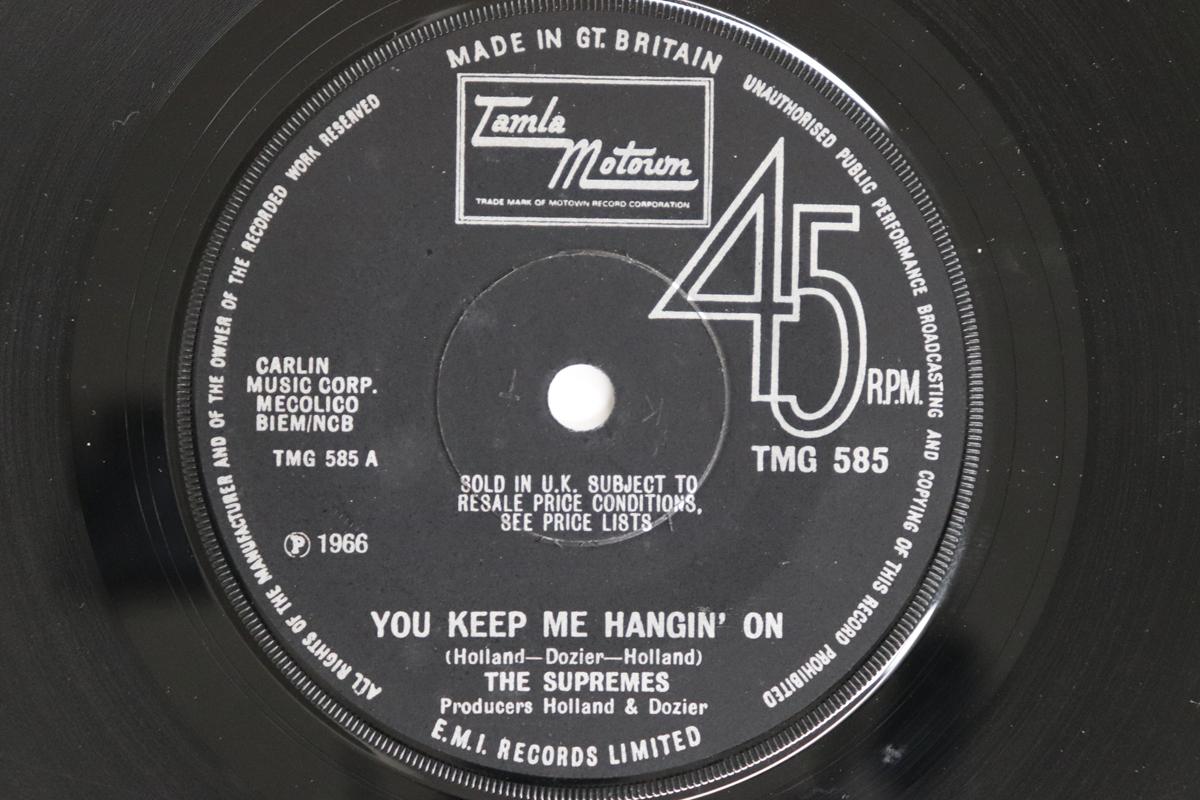 MADE IN GT. BRITAIN
Tamla
Motown
TRADE MARK OF MOTOWN RECORD CORPORATION
UNAUTHORISED PUBLIC PERFORMANCE BROADCASTING AND COPYING OF THIS RECORD PROHIBITED
ALL RIGHTS OF THE MANUFACTURER AND OF THE OWNER OF THE RECORDED WORK RESERVED
45
R.P.M.
TMG 585
CARLIN
MUSIC CORP.
MECOLICO
BIEM/NCB
TMG 585 A
SOLD IN U.K. SUBJECT TO
RESALE PRICE CONDITIONS,
SEE PRICE LISTS
Ⓟ 1966
YOU KEEP ME HANGIN' ON
(Holland—Dozier—Holland)
THE SUPREMES
Producers Holland & Dozier
E.M.I. RECORDS LIMITED